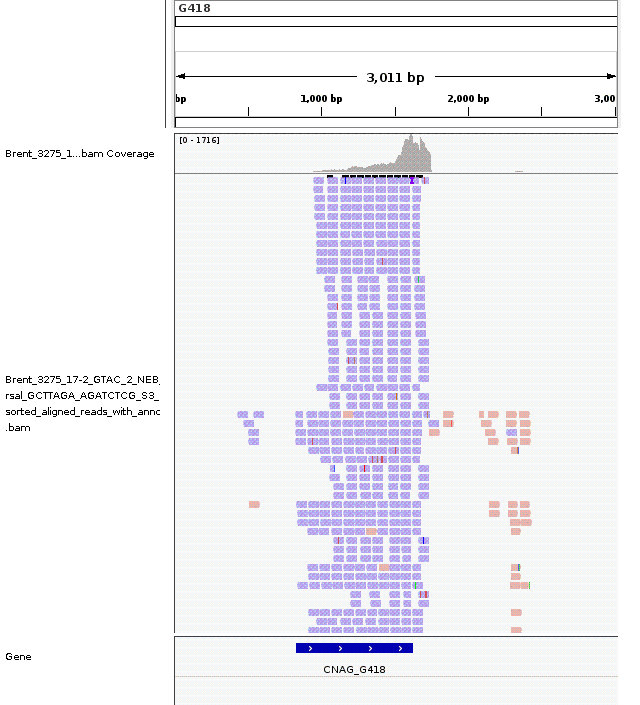 G418
3,011 bp
bp
1,000 bp
2,000 bp
3,00
[0 - 1716]
Brent_3275_1...bam Coverage
Brent_3275_17-2_GTAC_2_NEB_
rsal_GCTTAGA_AGATCTCG_S3_
sorted_aligned_reads_with_annc
.bam
Gene
CNAG_G418